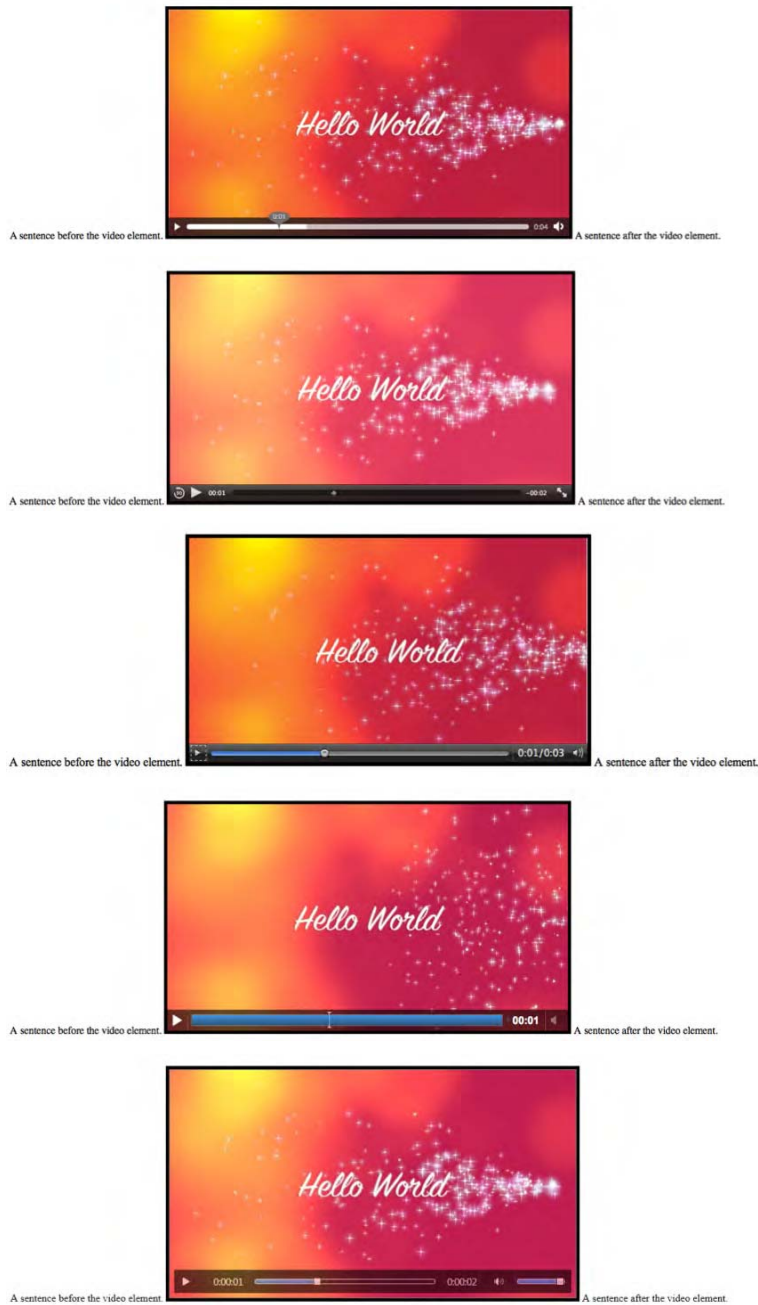 Hello World
0:01
0:04
A sentence before the video element. A sentence after the video element.
Hello World
30 00:01 -00:02
A sentence before the video element. A sentence after the video element.
Hello World
0:01/0:03
A sentence before the video element. A sentence after the video element.
Hello World
00:01
A sentence before the video element. A sentence after the video element.
Hello World
0:00:01 0:00:02
A sentence before the video element. A sentence after the video element.